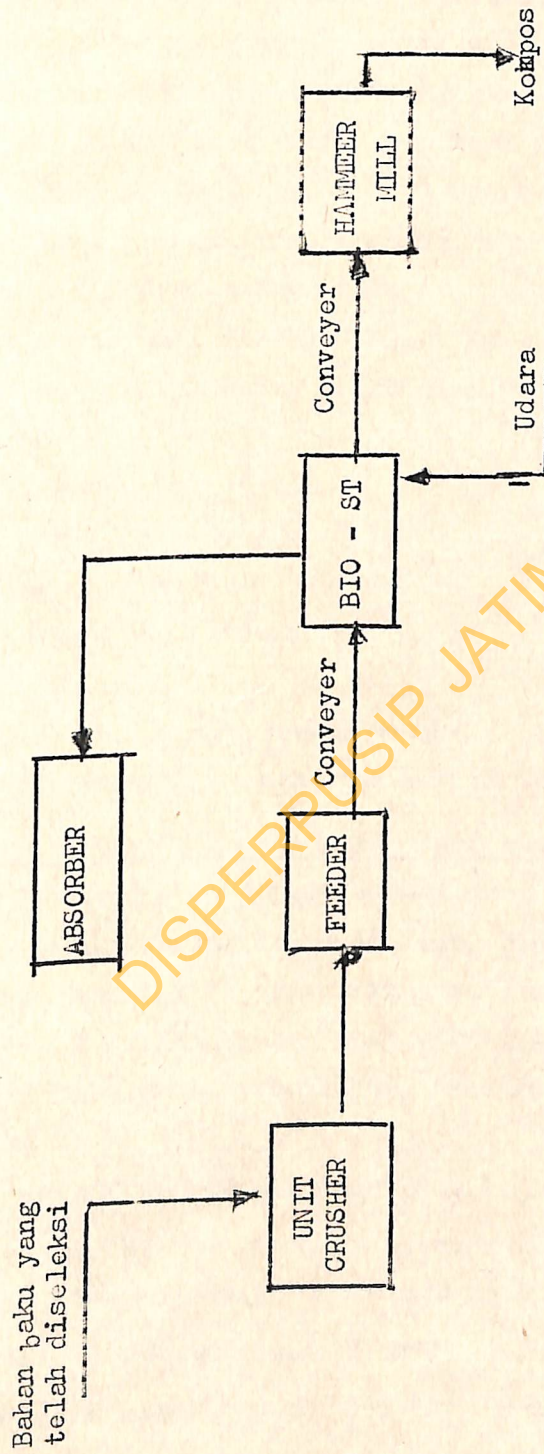 Bahan baku yang
telah diseleksi
UNIT
CRUSHER
FEEDER
ABSORBER
Conveyer
BIO - ST
Udara
Conveyer
HAMMEER
MILL
Kompos
DISPERPUSIP JATIM